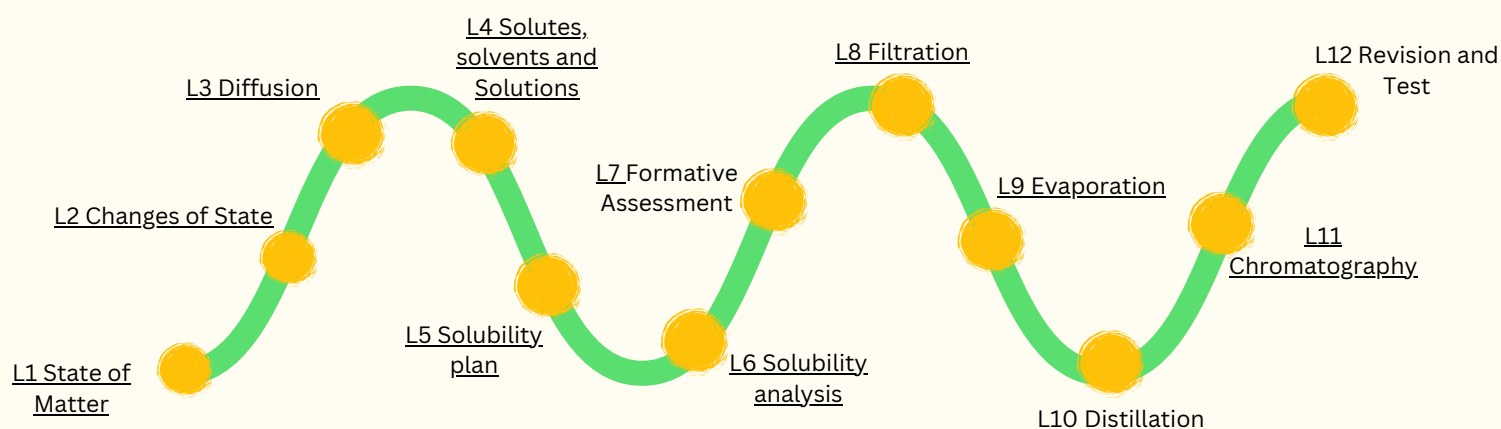 L1 State of
Matter
L2 Changes of State
L3 Diffusion
L4 Solutes,
solvents and
Solutions
L5 Solubility
plan
L6 Solubility
analysis
L7 Formative
Assessment
L8 Filtration
L9 Evaporation
L10 Distillation
L11
Chromatography
L12 Revision and
Test